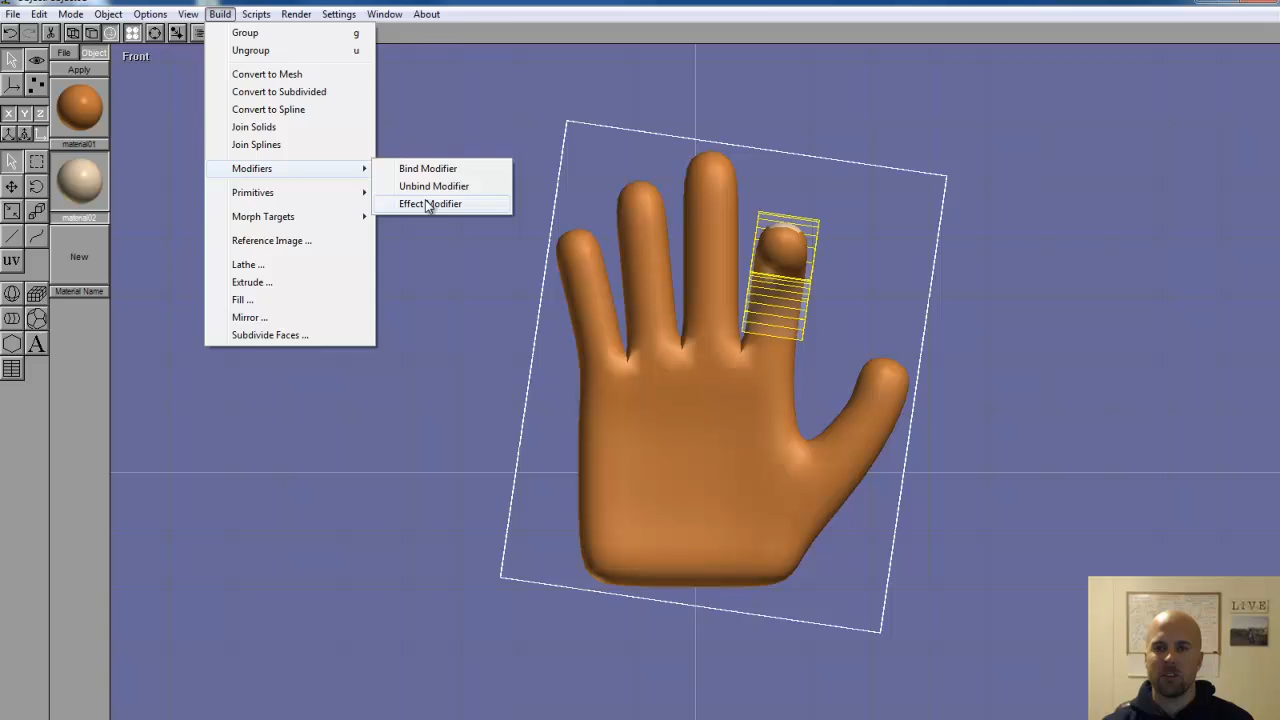 File Edit Mode Object Options View Build Scripts Render Settings Window About
File Object
Front
Apply
X Y Z
material01
material02
New
Material Name
uv
A
Group g
Ungroup u
Convert to Mesh
Convert to Subdivided
Convert to Spline
Join Solids
Join Splines
Modifiers
Primitives
Morph Targets
Reference Image ...
Lathe ...
Extrude ...
Fill ...
Mirror ...
Subdivide Faces ...
Bind Modifier
Unbind Modifier
Effect Modifier
LIVE